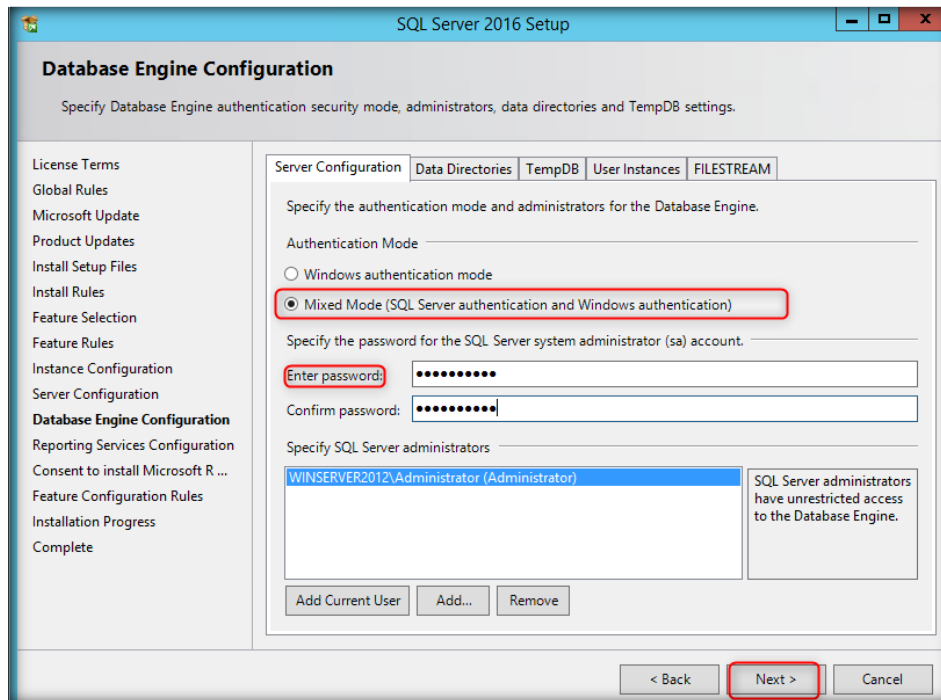 SQL Server 2016 Setup
Database Engine Configuration
Specify Database Engine authentication security mode, administrators, data directories and TempDB settings.
License Terms
Global Rules
Microsoft Update
Product Updates
Install Setup Files
Install Rules
Feature Selection
Feature Rules
Instance Configuration
Server Configuration
Database Engine Configuration
Reporting Services Configuration
Consent to install Microsoft R ...
Feature Configuration Rules
Installation Progress
Complete
Server Configuration Data Directories TempDB User Instances FILESTREAM
Specify the authentication mode and administrators for the Database Engine.
Authentication Mode
Windows authentication mode
Mixed Mode (SQL Server authentication and Windows authentication)
Specify the password for the SQL Server system administrator (sa) account.
Enter password: ●●●●●●●●●●
Confirm password: ●●●●●●●●●●
Specify SQL Server administrators
WINSERVER2012\Administrator (Administrator)
SQL Server administrators
have unrestricted access
to the Database Engine.
Add Current User Add... Remove
< Back Next > Cancel